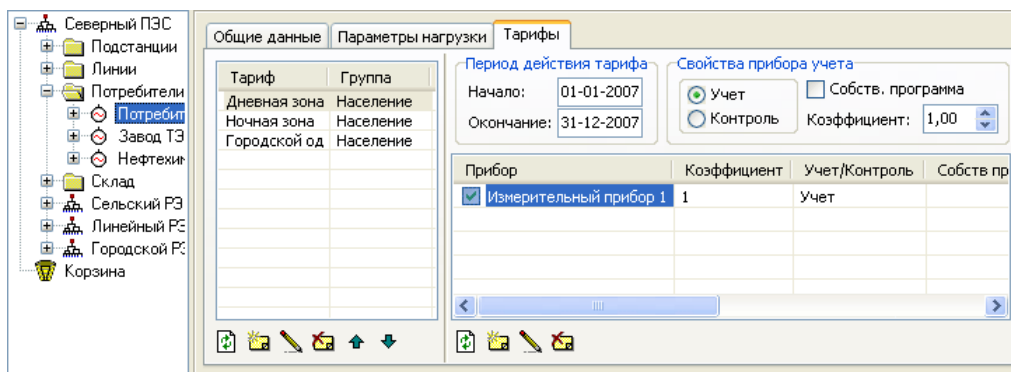 Северный ПЭС
Подстанции
Линии
Потребители
Потребит
Завод ТЭ
Нефтехим
Склад
Сельский РЭ
Линейный РЭ
Городской РЭ
Корзина
Общие данные Параметры нагрузки Тарифы
Тариф Группа
Дневная зона Население
Ночная зона Население
Городской од Население
Период действия тарифа
Начало: 01-01-2007
Окончание: 31-12-2007
Свойства прибора учета
Учет Собств. программа
Контроль Коэффициент: 1,00
Прибор Коэффициент Учет/Контроль Собств пр
Измерительный прибор 1 1 Учет